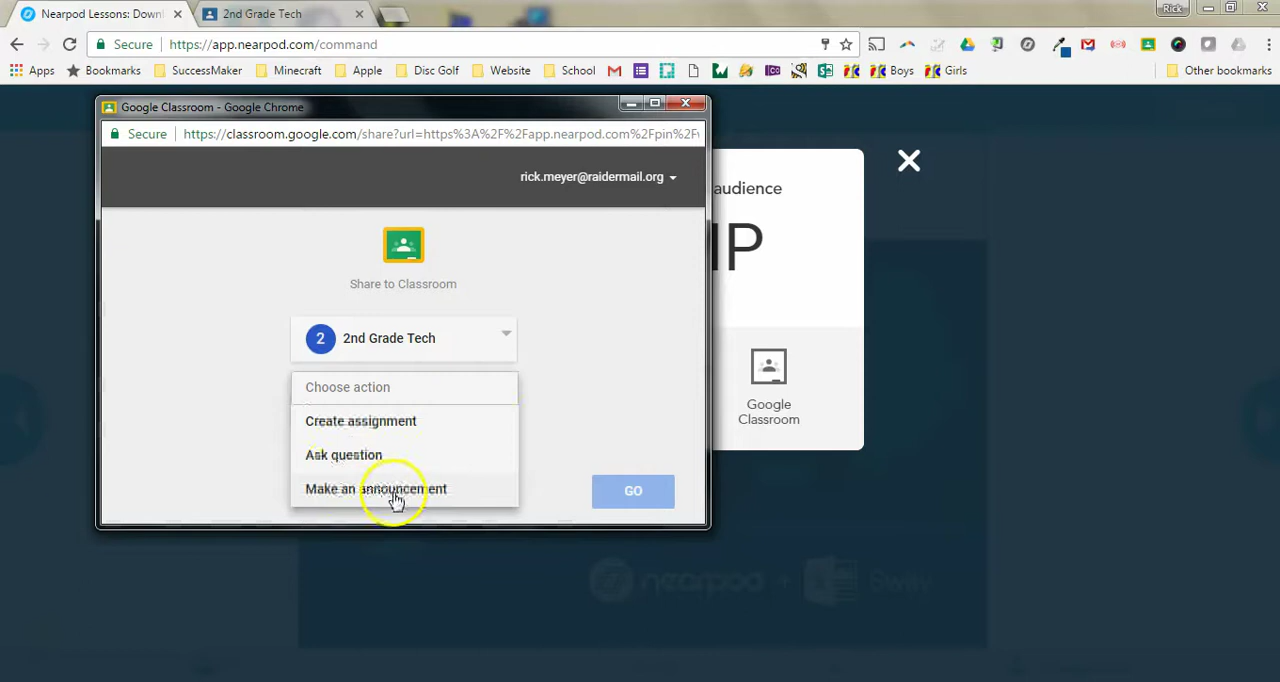 Nearpod Lessons: Downl
2nd Grade Tech
Rick
Secure
https://app.nearpod.com/command
Apps
Bookmarks
SuccessMaker
Minecraft
Apple
Disc Golf
Website
School
Boys
Girls
Other bookmarks
Google Classroom - Google Chrome
Secure
https://classroom.google.com/share?url=https%3A%2F%2Fapp.nearpod.com%2Fpin%2F
rick.meyer@raidermail.org
Share to Classroom
2
2nd Grade Tech
Choose action
Create assignment
Ask question
Make an announcement
GO
audience
IP
Google
Classroom
nearpod + Sway